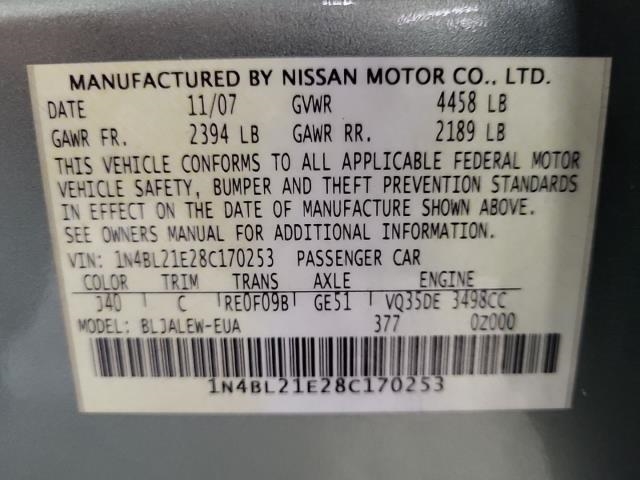 MANUFACTURED BY NISSAN MOTOR CO., LTD.
DATE 11/07 GVWR 4458 LB
GAWR FR. 2394 LB GAWR RR. 2189 LB
THIS VEHICLE CONFORMS TO ALL APPLICABLE FEDERAL MOTOR
VEHICLE SAFETY, BUMPER AND THEFT PREVENTION STANDARDS
IN EFFECT ON THE DATE OF MANUFACTURE SHOWN ABOVE.
SEE OWNERS MANUAL FOR ADDITIONAL INFORMATION.
VIN: 1N4BL21E28C170253 PASSENGER CAR
COLOR TRIM TRANS AXLE ENGINE
J40 C RE0F09B GE51 VQ35DE 3498CC
MODEL: BLJALEW-EUA 377 0Z000
1N4BL21E28C170253